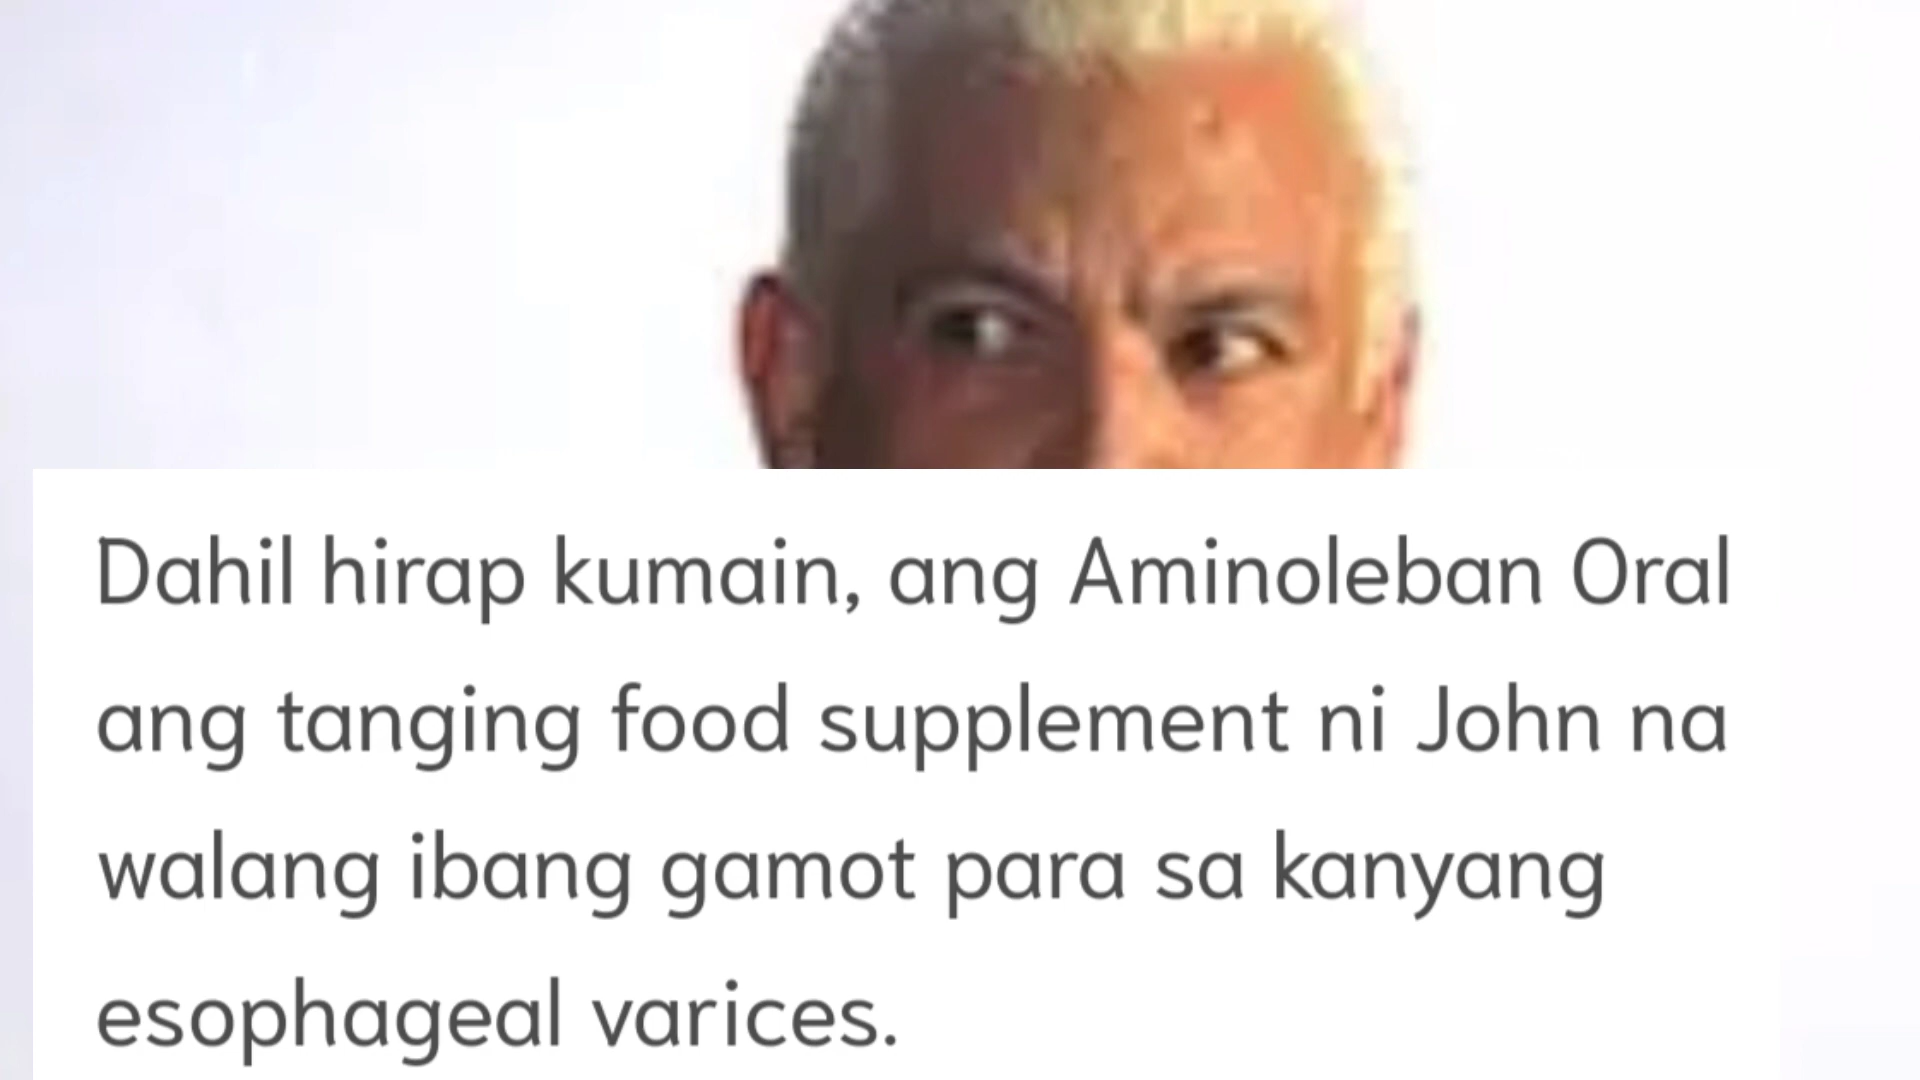 Dahil hirap kumain, ang Aminoleban Oral
ang tanging food supplement ni John na
walang ibang gamot para sa kanyang
esophageal varices.